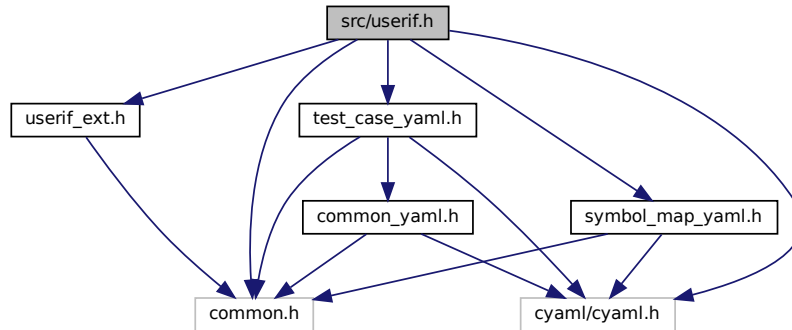 src/userif.h
userif_ext.h
test_case_yaml.h
common_yaml.h
symbol_map_yaml.h
common.h
cyaml/cyaml.h